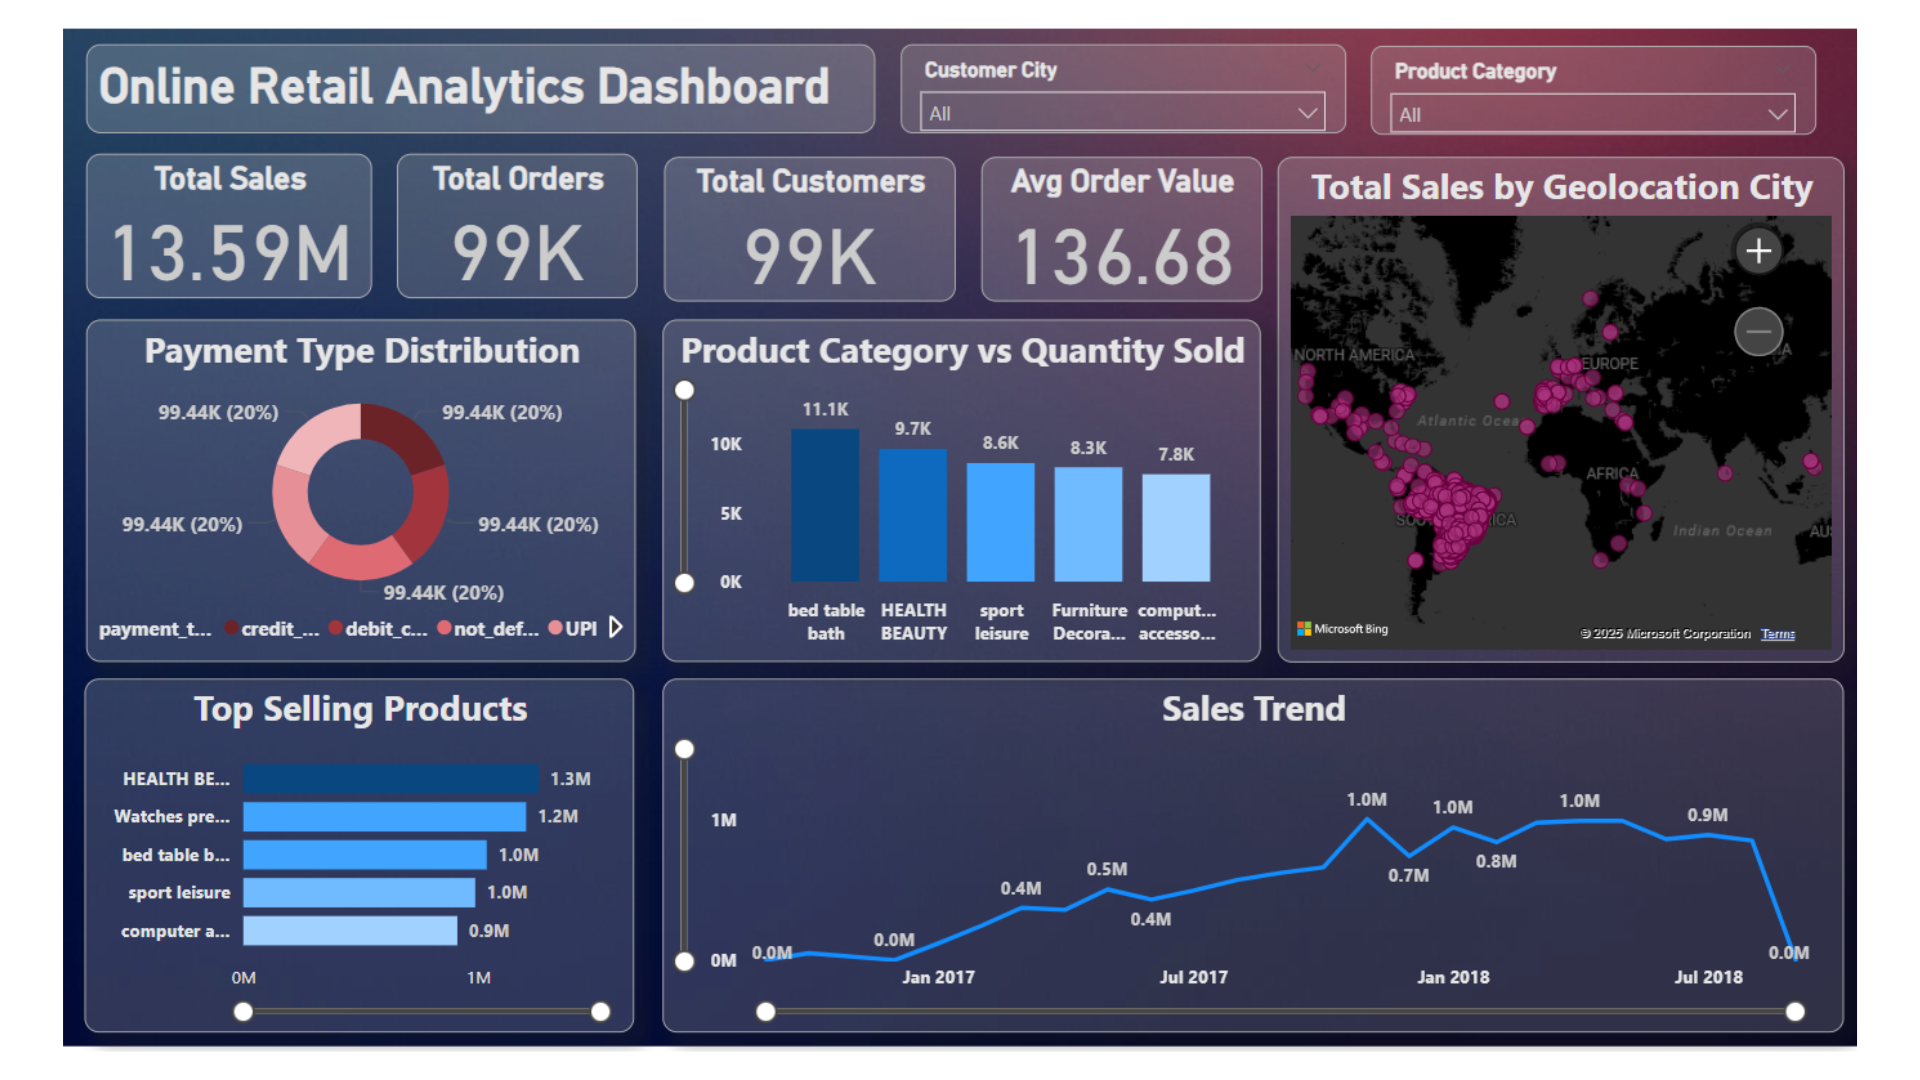 Online Retail Analytics Dashboard
Customer City
All
Product Category
All
Total Sales
13.59M
Total Orders
99K
Total Customers
99K
Avg Order Value
136.68
Total Sales by Geolocation City
NORTH AMERICA
EUROPE
Atlantic Ocea
AFRICA
SOU ICA
Indian Ocean
AU
A
Microsoft Bing
© 2025 Microsoft Corporation Terms
Payment Type Distribution
99.44K (20%)
99.44K (20%)
99.44K (20%)
99.44K (20%)
99.44K (20%)
payment_t... credit_... debit_c... not_def... UPI
Product Category vs Quantity Sold
10K
5K
0K
11.1K
9.7K
8.6K
8.3K
7.8K
bed table bath
HEALTH BEAUTY
sport leisure
Furniture Decora...
comput... accesso...
Top Selling Products
HEALTH BE... 1.3M
Watches pre... 1.2M
bed table b... 1.0M
sport leisure 1.0M
computer a... 0.9M
0M 1M
Sales Trend
1M
0M
0.0M
0.0M
0.4M
0.5M
0.4M
1.0M
0.7M
1.0M
0.8M
1.0M
0.9M
0.0M
Jan 2017 Jul 2017 Jan 2018 Jul 2018